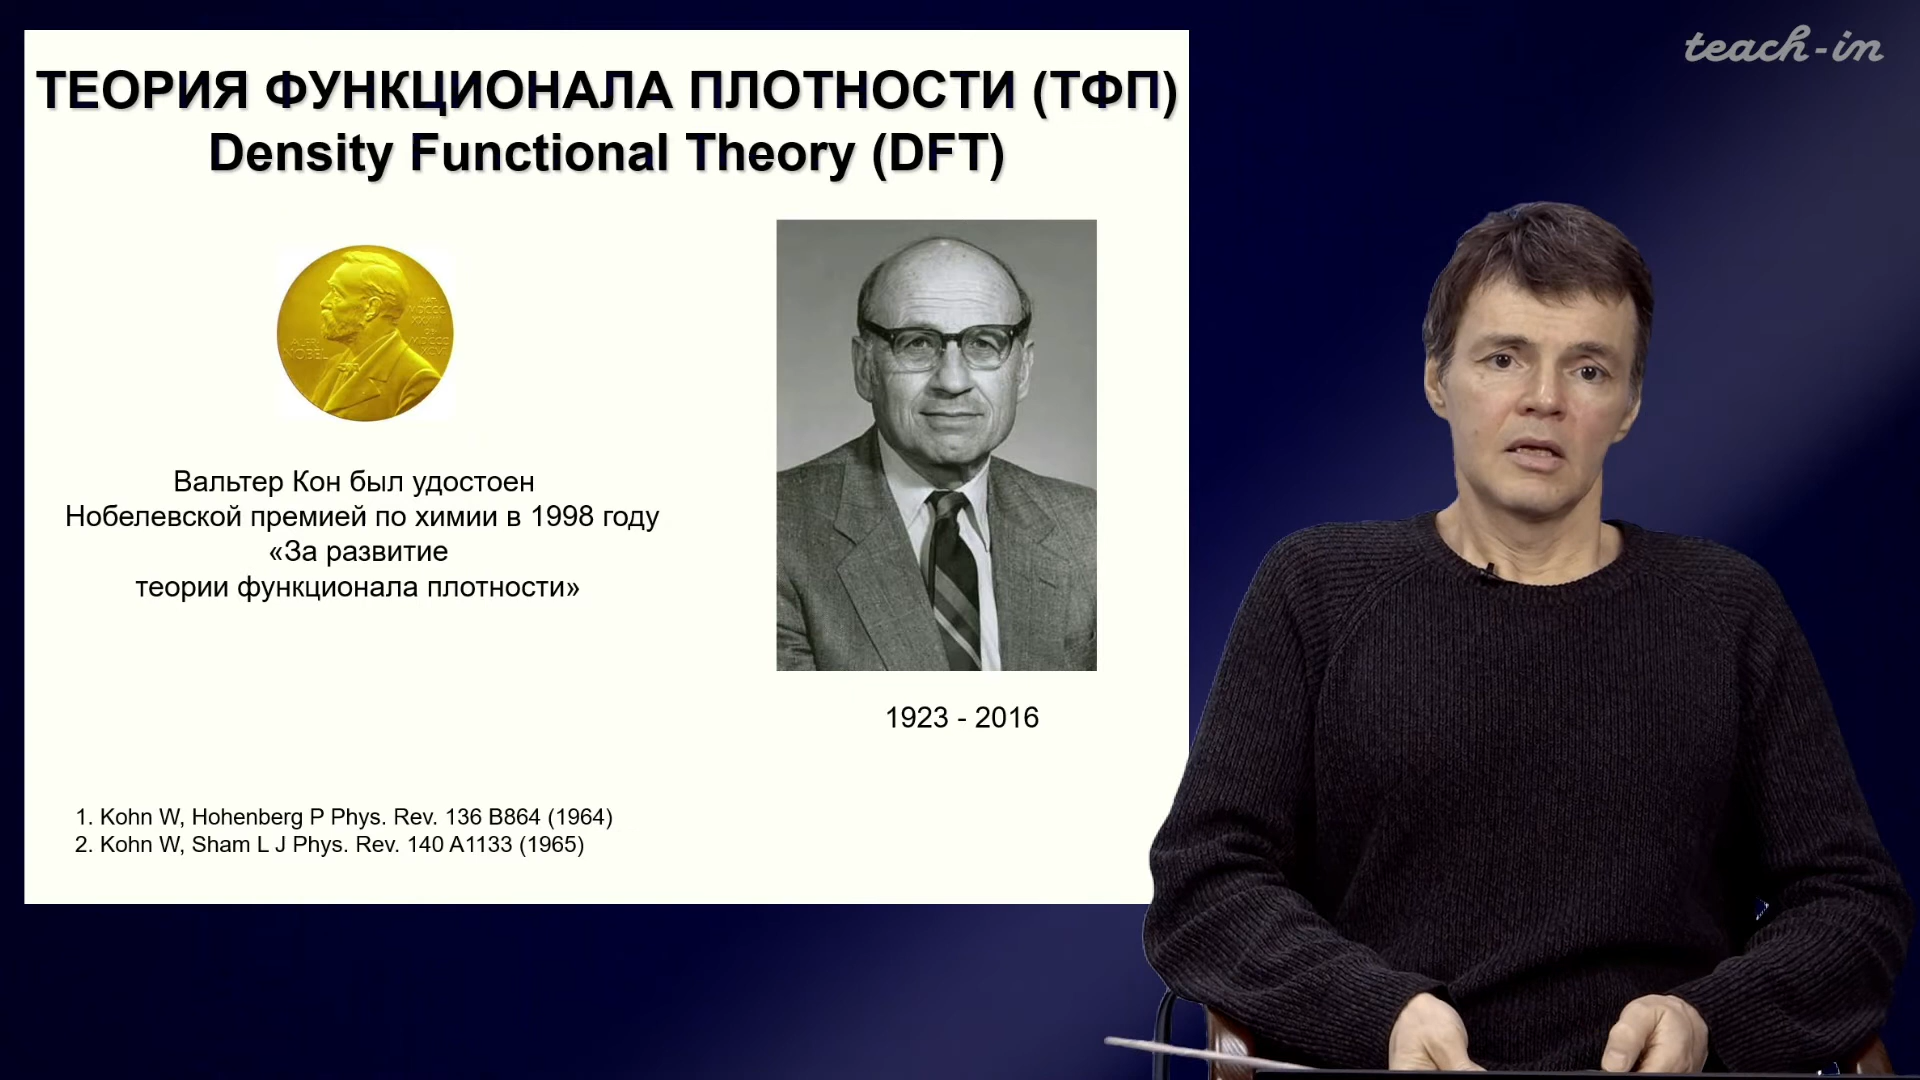 teach-in
ТЕОРИЯ ФУНКЦИОНАЛА ПЛОТНОСТИ (ТФП)
Density Functional Theory (DFT)
Вальтер Кон был удостоен
Нобелевской премией по химии в 1998 году
«За развитие
теории функционала плотности»
1923 - 2016
1. Kohn W, Hohenberg P Phys. Rev. 136 B864 (1964)
2. Kohn W, Sham L J Phys. Rev. 140 A1133 (1965)